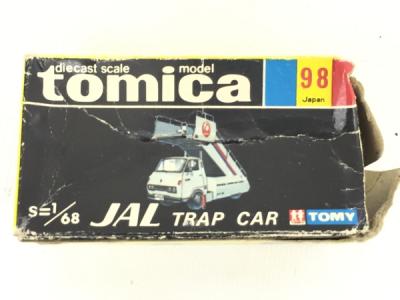 diecast scale model
tomica
98
Japan
S=1/68 JAL TRAP CAR
TOMY